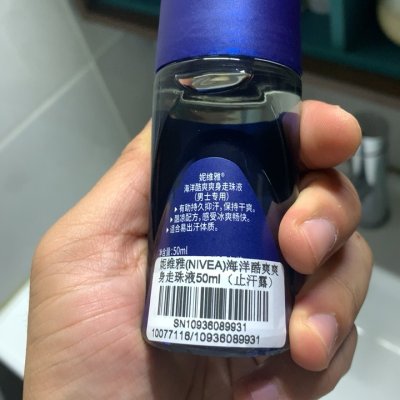 妮维雅®
海洋酷爽爽身走珠液
(男士专用)
• 有助持久抑汗,保持干爽。
• 酷凉配方,感受冰爽畅快。
• 适合易出汗体质。
净含量:50ml
妮维雅(NIVEA)海洋酷爽爽
身走珠液50ml（止汗露）
SN10936089931
10077116/10936089931